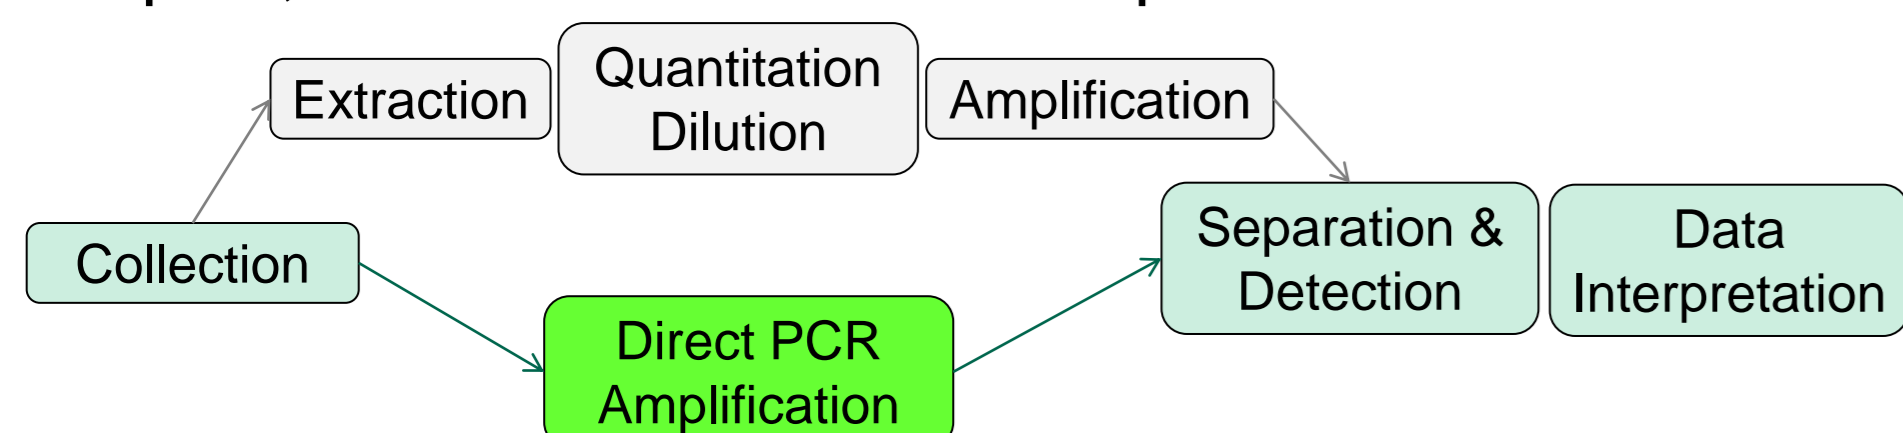 Extraction
Quantitation
Dilution
Amplification
Collection
Direct PCR
Amplification
Separation &
Detection
Data
Interpretation